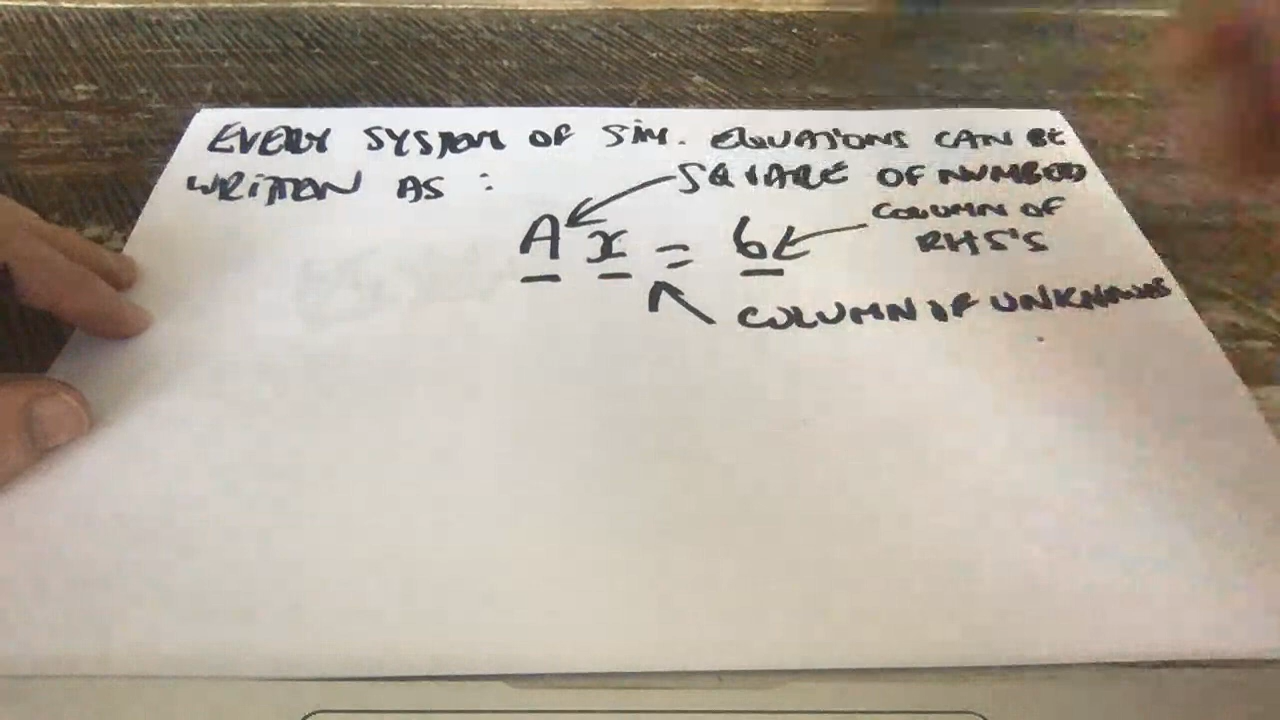 EVERY SYSTEM OF SIM. EQUATIONS CAN BE
WRITTEN AS : SQUARE OF NUMBERS
A x = b COLUMN OF
RHS'S
COLUMN OF UNKNOWNS